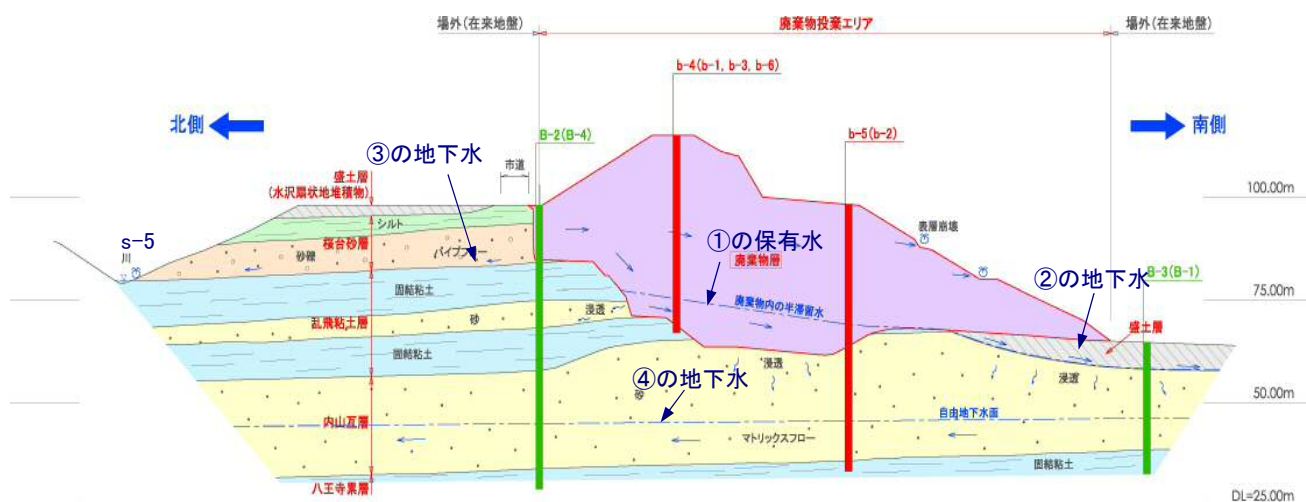 場外(在来地盤)
廃棄物投棄エリア
場外(在来地盤)
b-4(b-1, b-3, b-6)
北側
南側
B-2(B-4)
b-5(b-2)
③の地下水
市道
盛土層
(水沢扇状地堆積物)
100.00m
シルト
表層崩壊
s-5
川
桜台砂層
砂礫
パイプフロー
①の保有水
廃棄物層
②の地下水
B-3(B-1)
固結粘土
廃棄物内の半滞留水
75.00m
乱飛粘土層
砂
浸透
盛土層
固結粘土
浸透
浸透
④の地下水
砂
50.00m
自由地下水面
内山瓦層
マトリックスフロー
固結粘土
八王寺累層
DL=25.00m